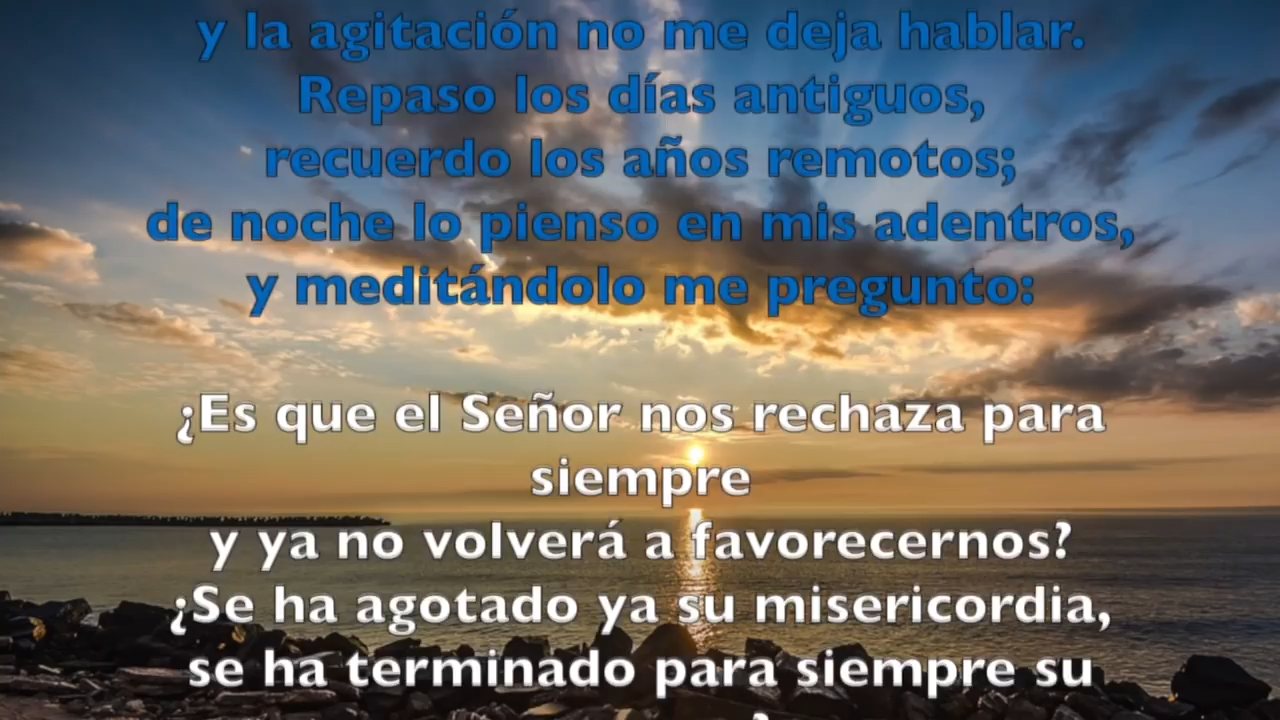 y la agitación no me deja hablar.
Repaso los días antiguos,
recuerdo los años remotos;
de noche lo pienso en mis adentros,
y meditándolo me pregunto:
¿Es que el Señor nos rechaza para
siempre
y ya no volverá a favorecernos?
¿Se ha agotado ya su misericordia,
se ha terminado para siempre su